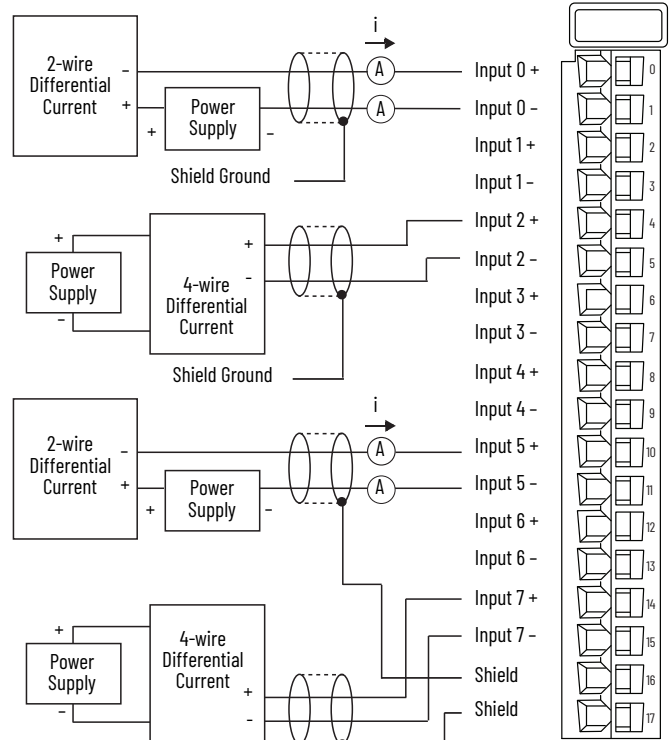 i
2-wire
Differential
Current
-
+
A
A
+
Power
Supply
-
Shield Ground
+
Power
Supply
-
4-wire
Differential
Current
+
-
Shield Ground
i
2-wire
Differential
Current
-
+
A
A
+
Power
Supply
-
+
Power
Supply
-
4-wire
Differential
Current
+
-
Input 0 +
Input 0 –
Input 1 +
Input 1 –
Input 2 +
Input 2 –
Input 3 +
Input 3 –
Input 4 +
Input 4 –
Input 5 +
Input 5 –
Input 6 +
Input 6 –
Input 7 +
Input 7 –
Shield
Shield
0
1
2
3
4
5
6
7
8
9
10
11
12
13
14
15
16
17